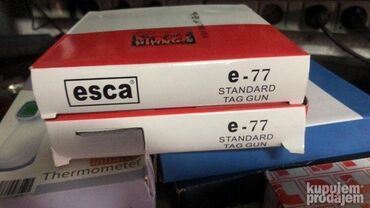 esca
e-77
STANDARD
TAG GUN
e-77
STANDARD
TAG GUN
Thermometer
kupujem
prodajem